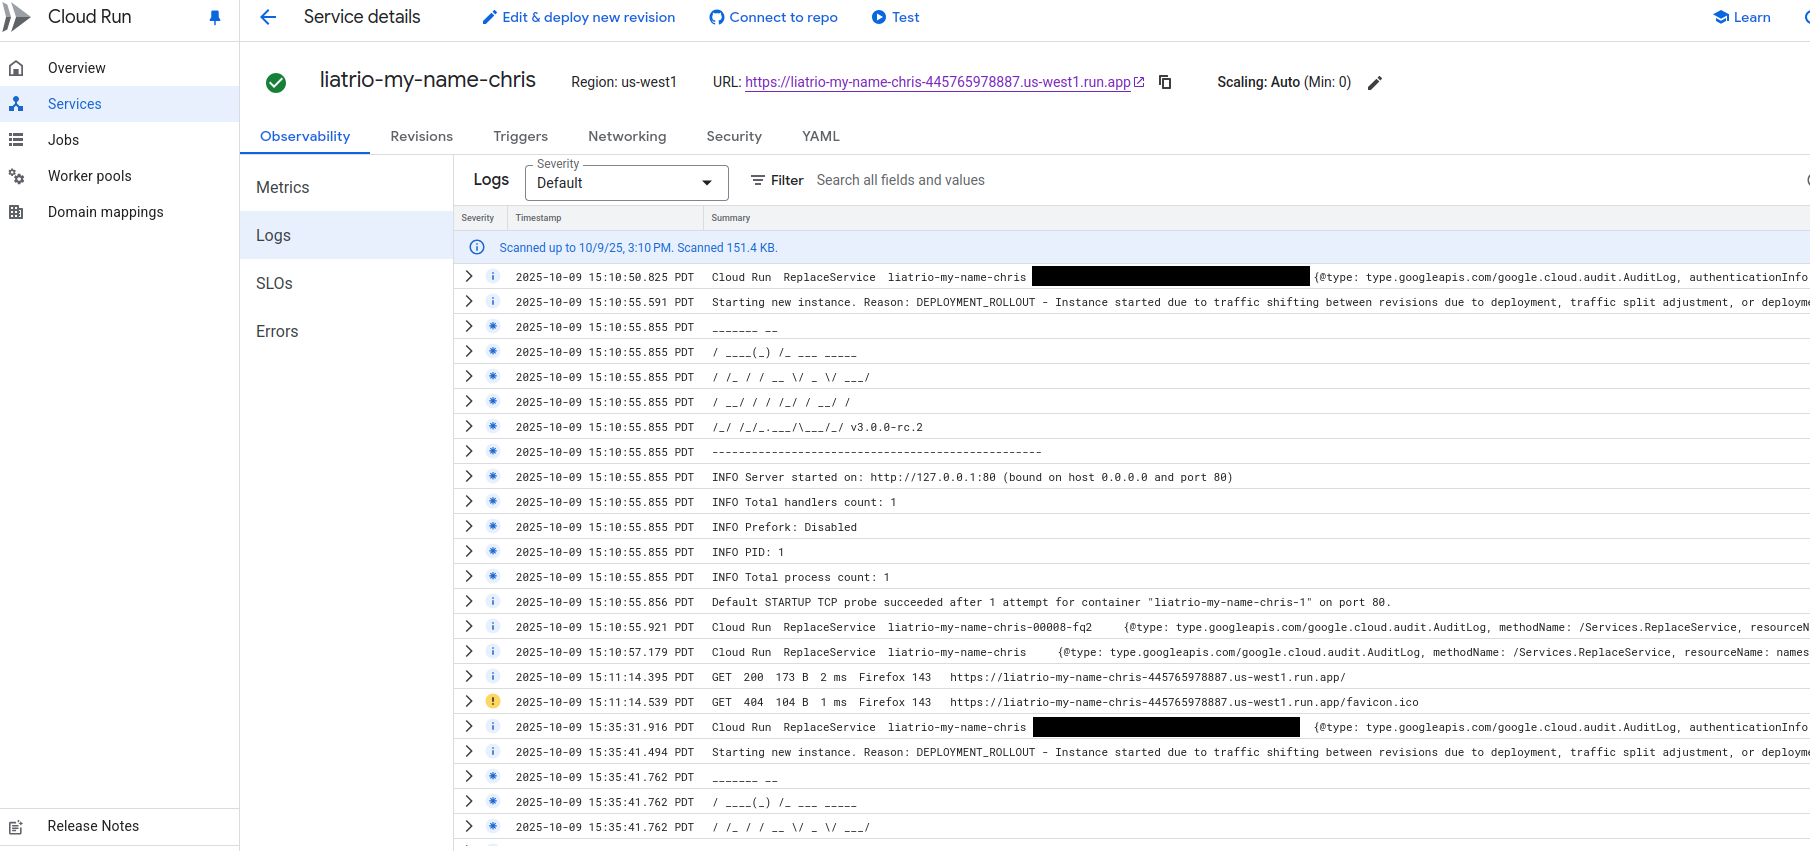 Cloud Run
Service details
Edit & deploy new revision
Connect to repo
Test
Learn
Overview
Services
Jobs
Worker pools
Domain mappings
Release Notes
liatrio-my-name-chris
Region: us-west1
URL: https://liatrio-my-name-chris-445765978887.us-west1.run.app
Scaling: Auto (Min: 0)
Observability
Revisions
Triggers
Networking
Security
YAML
Metrics
Logs
SLOs
Errors
Logs
Severity
Default
Filter
Search all fields and values
Severity Timestamp Summary
Scanned up to 10/9/25, 3:10 PM. Scanned 151.4 KB.
2025-10-09 15:10:50.825 PDT Cloud Run ReplaceService liatrio-my-name-chris {@type: type.googleapis.com/google.cloud.audit.AuditLog, authenticationInfo
2025-10-09 15:10:55.591 PDT Starting new instance. Reason: DEPLOYMENT_ROLLOUT - Instance started due to traffic shifting between revisions due to deployment, traffic split adjustment, or deployme
2025-10-09 15:10:55.855 PDT _______ __
2025-10-09 15:10:55.855 PDT / ____(_) /_ ___ _____
2025-10-09 15:10:55.855 PDT / /_ / / __ \/ _ \/ ___/
2025-10-09 15:10:55.855 PDT / __/ / / /_/ / __/ /
2025-10-09 15:10:55.855 PDT /_/ /_/_.___/\___/_/ v3.0.0-rc.2
2025-10-09 15:10:55.855 PDT --------------------------------------------------
2025-10-09 15:10:55.855 PDT INFO Server started on: http://127.0.0.1:80 (bound on host 0.0.0.0 and port 80)
2025-10-09 15:10:55.855 PDT INFO Total handlers count: 1
2025-10-09 15:10:55.855 PDT INFO Prefork: Disabled
2025-10-09 15:10:55.855 PDT INFO PID: 1
2025-10-09 15:10:55.855 PDT INFO Total process count: 1
2025-10-09 15:10:55.856 PDT Default STARTUP TCP probe succeeded after 1 attempt for container "liatrio-my-name-chris-1" on port 80.
2025-10-09 15:10:55.921 PDT Cloud Run ReplaceService liatrio-my-name-chris-00008-fq2 {@type: type.googleapis.com/google.cloud.audit.AuditLog, methodName: /Services.ReplaceService, resourceN
2025-10-09 15:10:57.179 PDT Cloud Run ReplaceService liatrio-my-name-chris {@type: type.googleapis.com/google.cloud.audit.AuditLog, methodName: /Services.ReplaceService, resourceName: names
2025-10-09 15:11:14.395 PDT GET 200 173 B 2 ms Firefox 143 https://liatrio-my-name-chris-445765978887.us-west1.run.app/
2025-10-09 15:11:14.539 PDT GET 404 104 B 1 ms Firefox 143 https://liatrio-my-name-chris-445765978887.us-west1.run.app/favicon.ico
2025-10-09 15:35:31.916 PDT Cloud Run ReplaceService liatrio-my-name-chris {@type: type.googleapis.com/google.cloud.audit.AuditLog, authenticationInfo
2025-10-09 15:35:41.494 PDT Starting new instance. Reason: DEPLOYMENT_ROLLOUT - Instance started due to traffic shifting between revisions due to deployment, traffic split adjustment, or deployme
2025-10-09 15:35:41.762 PDT _______ __
2025-10-09 15:35:41.762 PDT / ____(_) /_ ___ _____
2025-10-09 15:35:41.762 PDT / /_ / / __ \/ _ \/ ___/